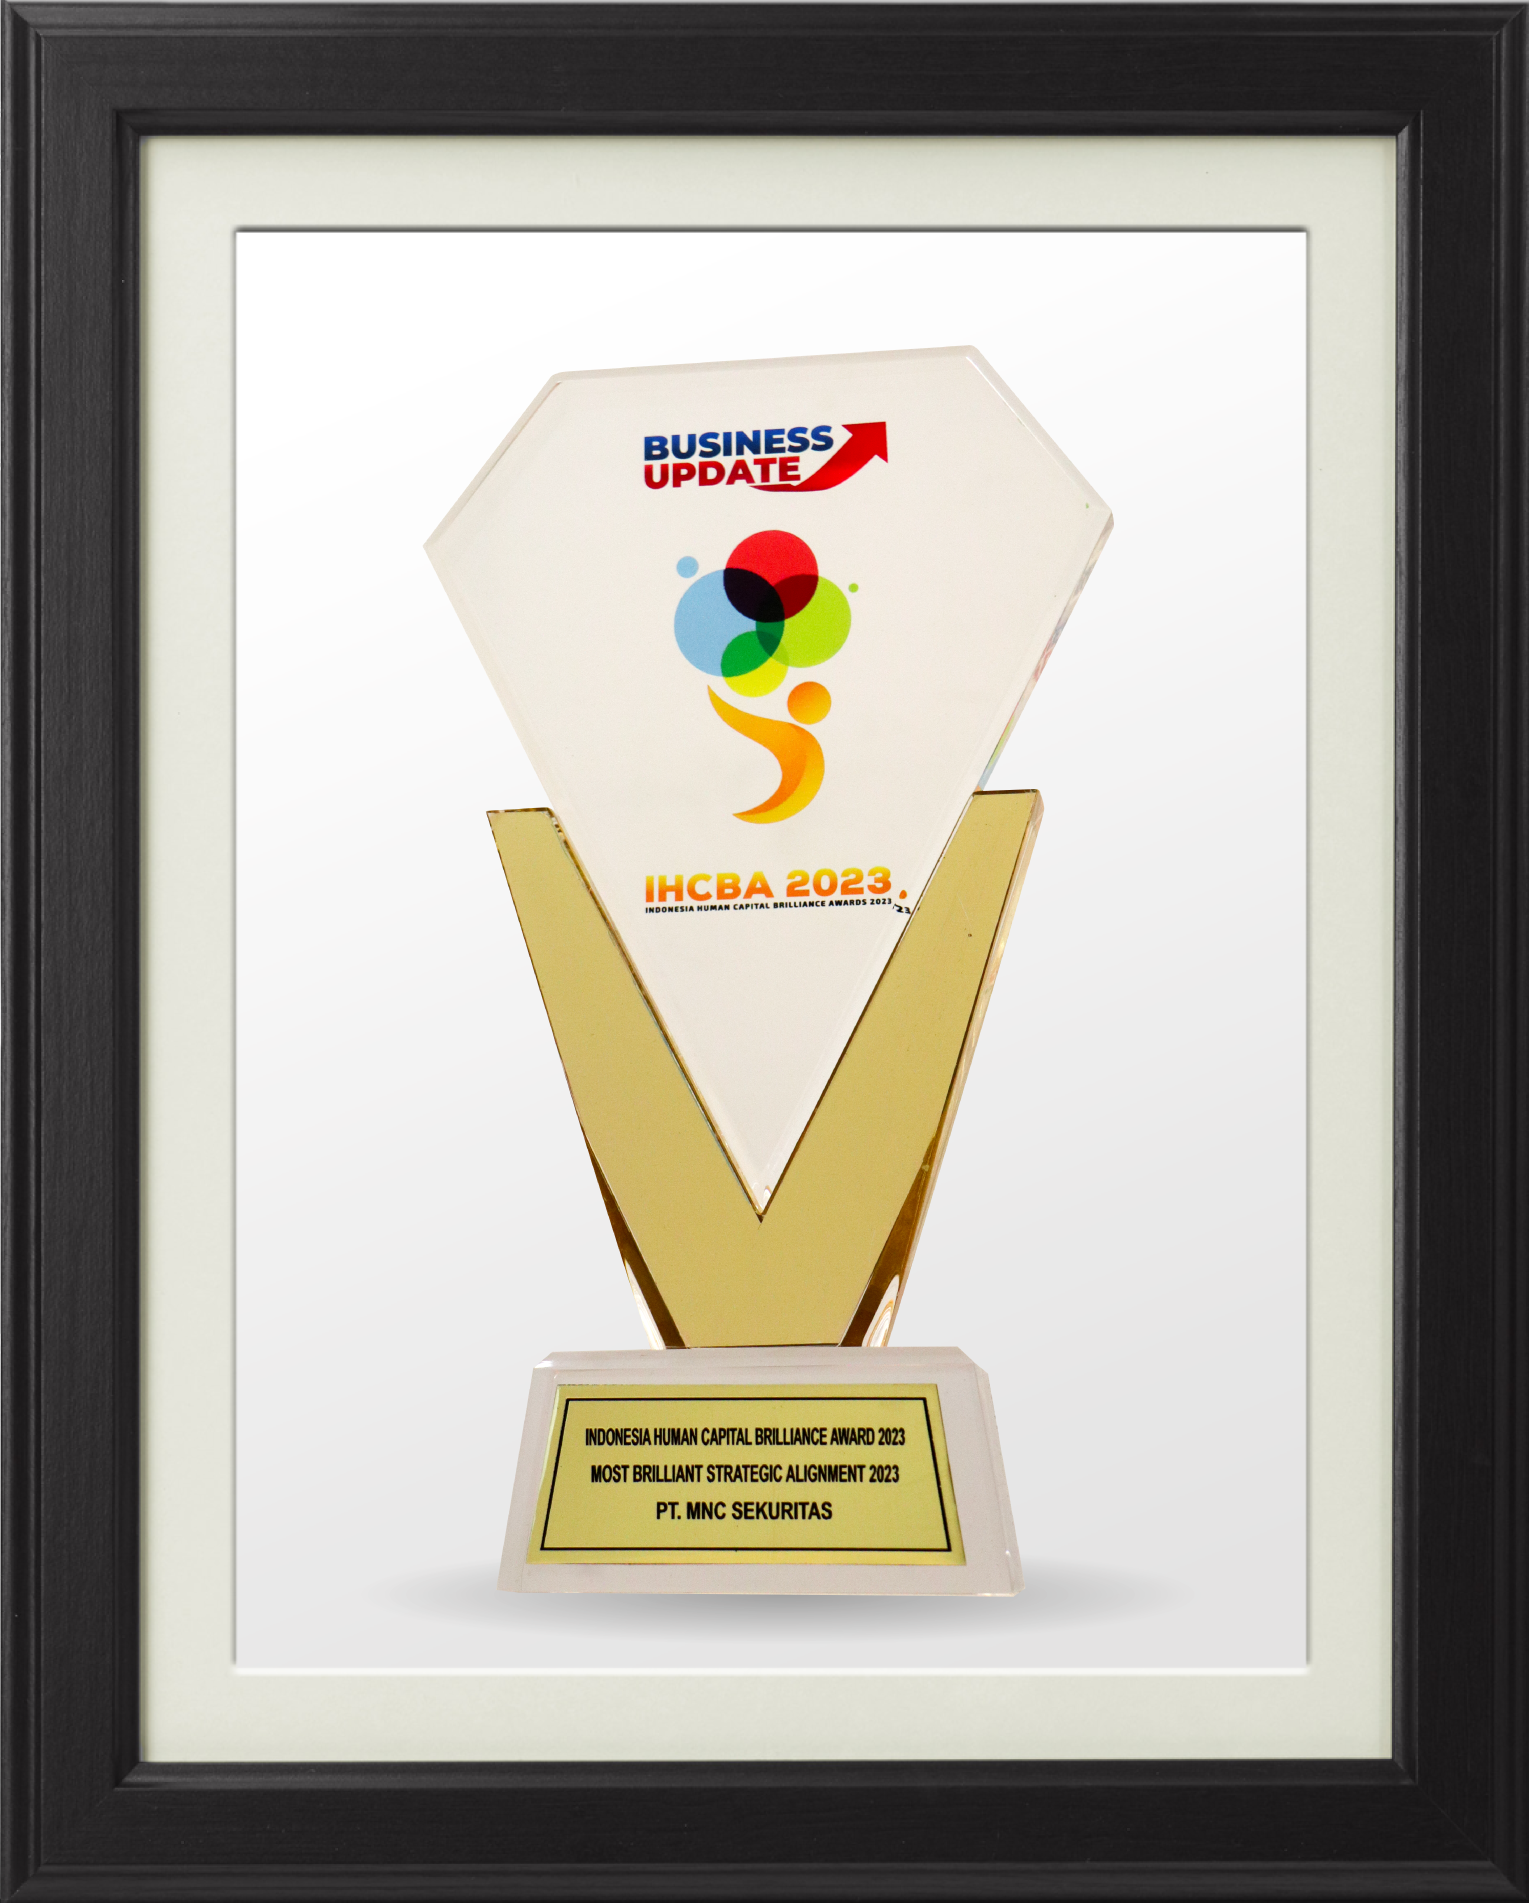 BUSINESS
UPDATE
IHCBA 2023
INDONESIA HUMAN CAPITAL BRILLIANCE AWARDS 2023
INDONESIA HUMAN CAPITAL BRILLIANCE AWARD 2023
MOST BRILLIANT STRATEGIC ALIGNMENT 2023
PT. MNC SEKURITAS